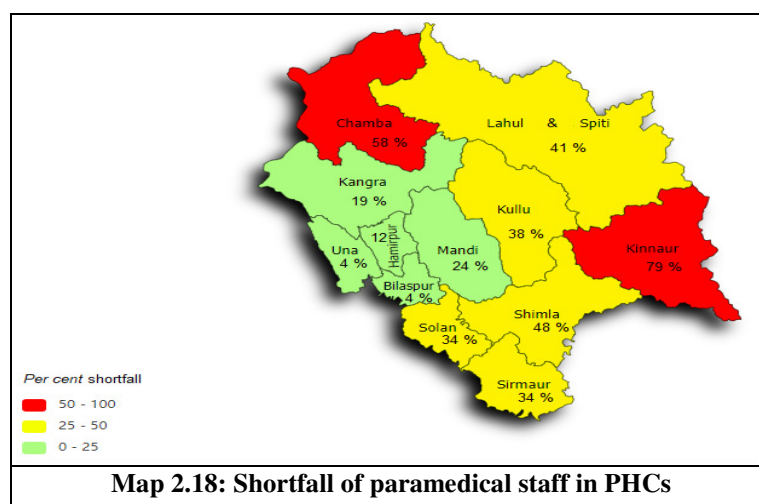 Chamba
58 %
Lahul & Spiti
41 %
Kangra
19 %
Kullu
38 %
Kinnaur
79 %
Una
4 %
12
Hamirpur
Mandi
24 %
Bilaspur
4 %
Solan
34 %
Shimla
48 %
Sirmaur
34 %
Per cent shortfall
50 - 100
25 - 50
0 - 25
Map 2.18: Shortfall of paramedical staff in PHCs